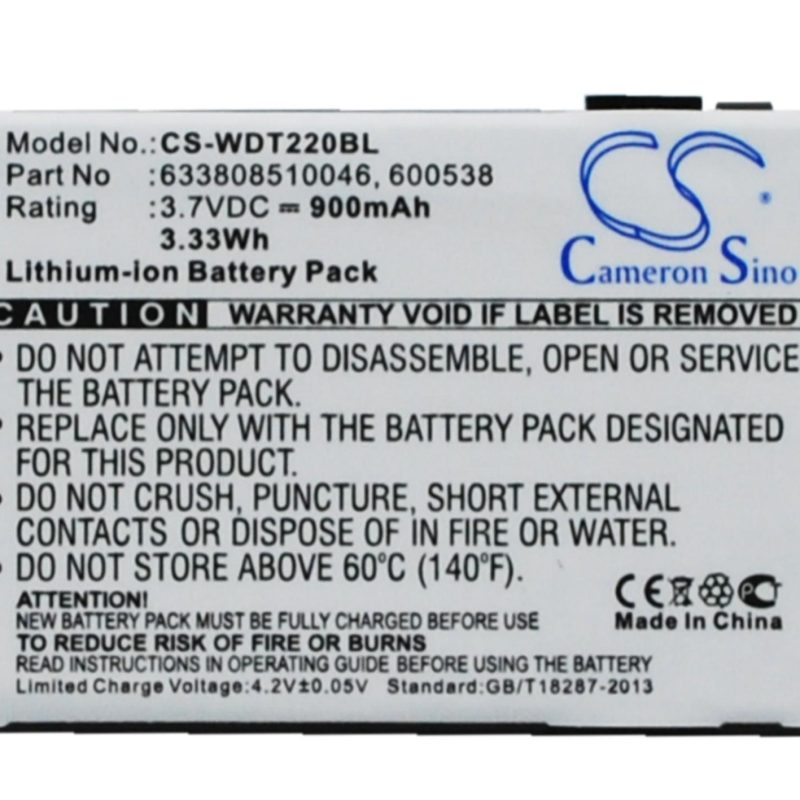 Model No.: CS-WDT220BL
Part No :633808510046, 600538
Rating :3.7VDC ⎓ 900mAh
3.33Wh
Lithium-ion Battery Pack
CS
®
Cameron Sino
CAUTION WARRANTY VOID IF LABEL IS REMOVED
• DO NOT ATTEMPT TO DISASSEMBLE, OPEN OR SERVICE
THE BATTERY PACK.
• REPLACE ONLY WITH THE BATTERY PACK DESIGNATED
FOR THIS PRODUCT.
• DO NOT CRUSH, PUNCTURE, SHORT EXTERNAL
CONTACTS OR DISPOSE OF IN FIRE OR WATER.
• DO NOT STORE ABOVE 60°C (140°F).
CE PC
Made In China
ATTENTION!
NEW BATTERY PACK MUST BE FULLY CHARGED BEFORE USE
TO REDUCE RISK OF FIRE OR BURNS
READ INSTRUCTIONS BEFORE USING THE BATTERY
Limited Charge Voltage:4.2V±0.05V Standard:GB/T18287-2013